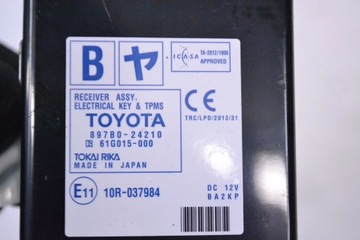 B ヤ
ICASA
TA-2012/1908
APPROVED
RECEIVER ASSY,
ELECTRICAL KEY & TPMS
TOYOTA
897B0-24210
61G015-000
TOKAI RIKA
MADE IN JAPAN
CE
TRC/LPD/2013/31
E11 10R-037984
DC 12V
BA2KP